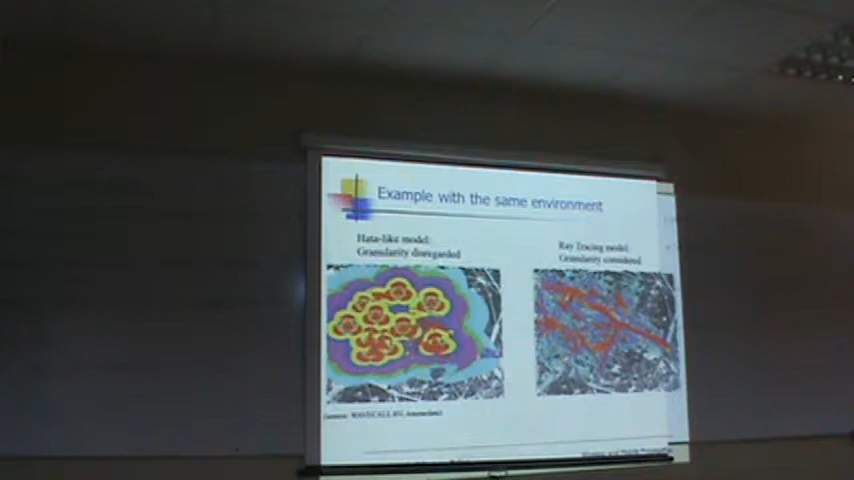 Example with the same environment
Hata-like model:
Granularity disregarded
Ray Tracing model:
Granularity considered